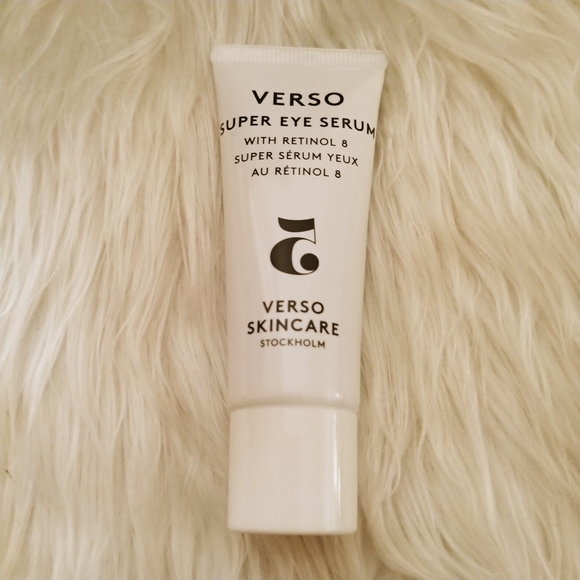 VERSO
SUPER EYE SERUM
WITH RETINOL 8
SUPER SÉRUM YEUX
AU RÉTINOL 8
5
VERSO
SKINCARE
STOCKHOLM